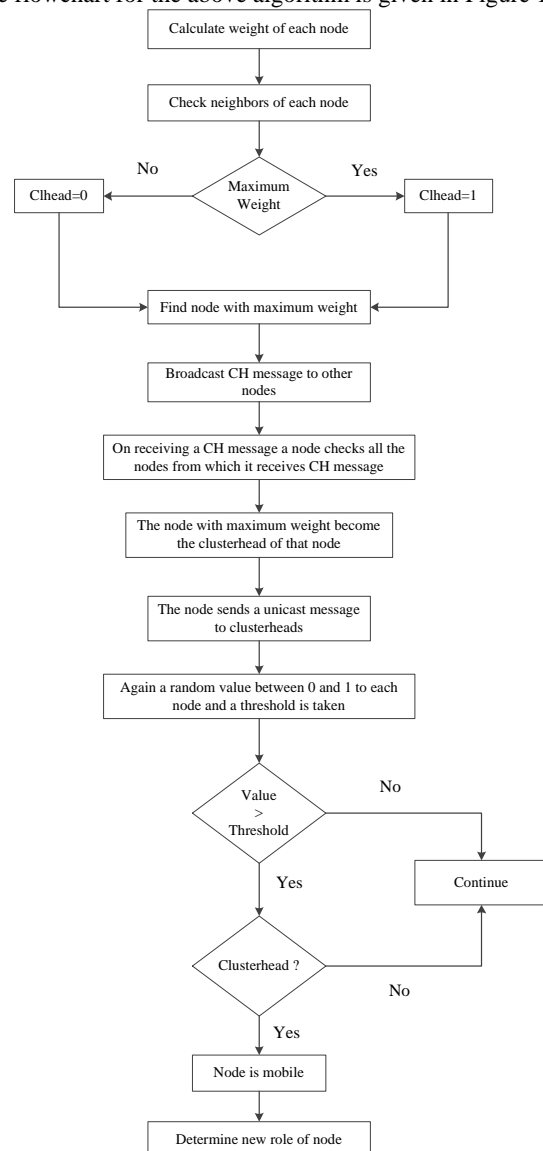 e flowchart for the above algorithm is given in Figure 1
Calculate weight of each node
Check neighbors of each node
No
Yes
Maximum
Weight
Clhead=0
Clhead=1
Find node with maximum weight
Broadcast CH message to other
nodes
On receiving a CH message a node checks all the
nodes from which it receives CH message
The node with maximum weight become
the clusterhead of that node
The node sends a unicast message
to clusterheads
Again a random value between 0 and 1 to each
node and a threshold is taken
Value
>
Threshold
No
Yes
Continue
Clusterhead ?
No
Yes
Node is mobile
Determine new role of node